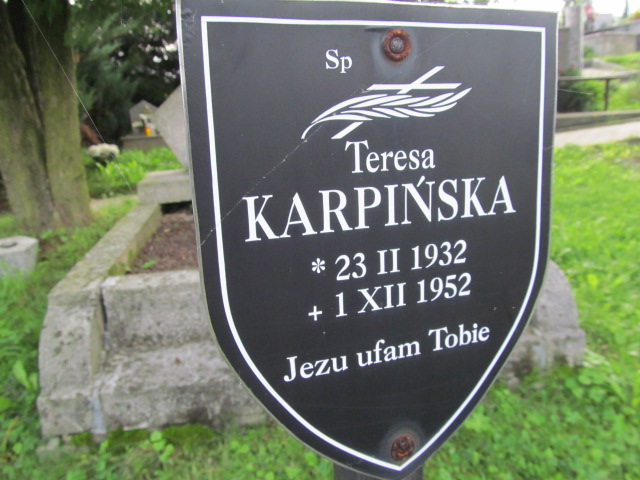 Sp
Teresa
KARPIŃSKA
* 23 II 1932
+ 1 XII 1952
Jezu ufam Tobie